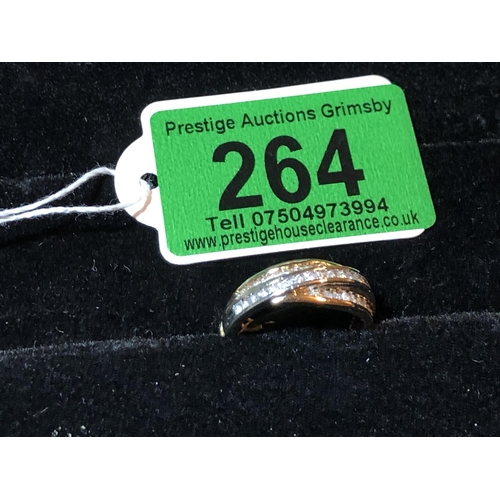 Prestige Auctions Grimsby
264
Tell 07504973994
www.prestigehouseclearance.co.uk